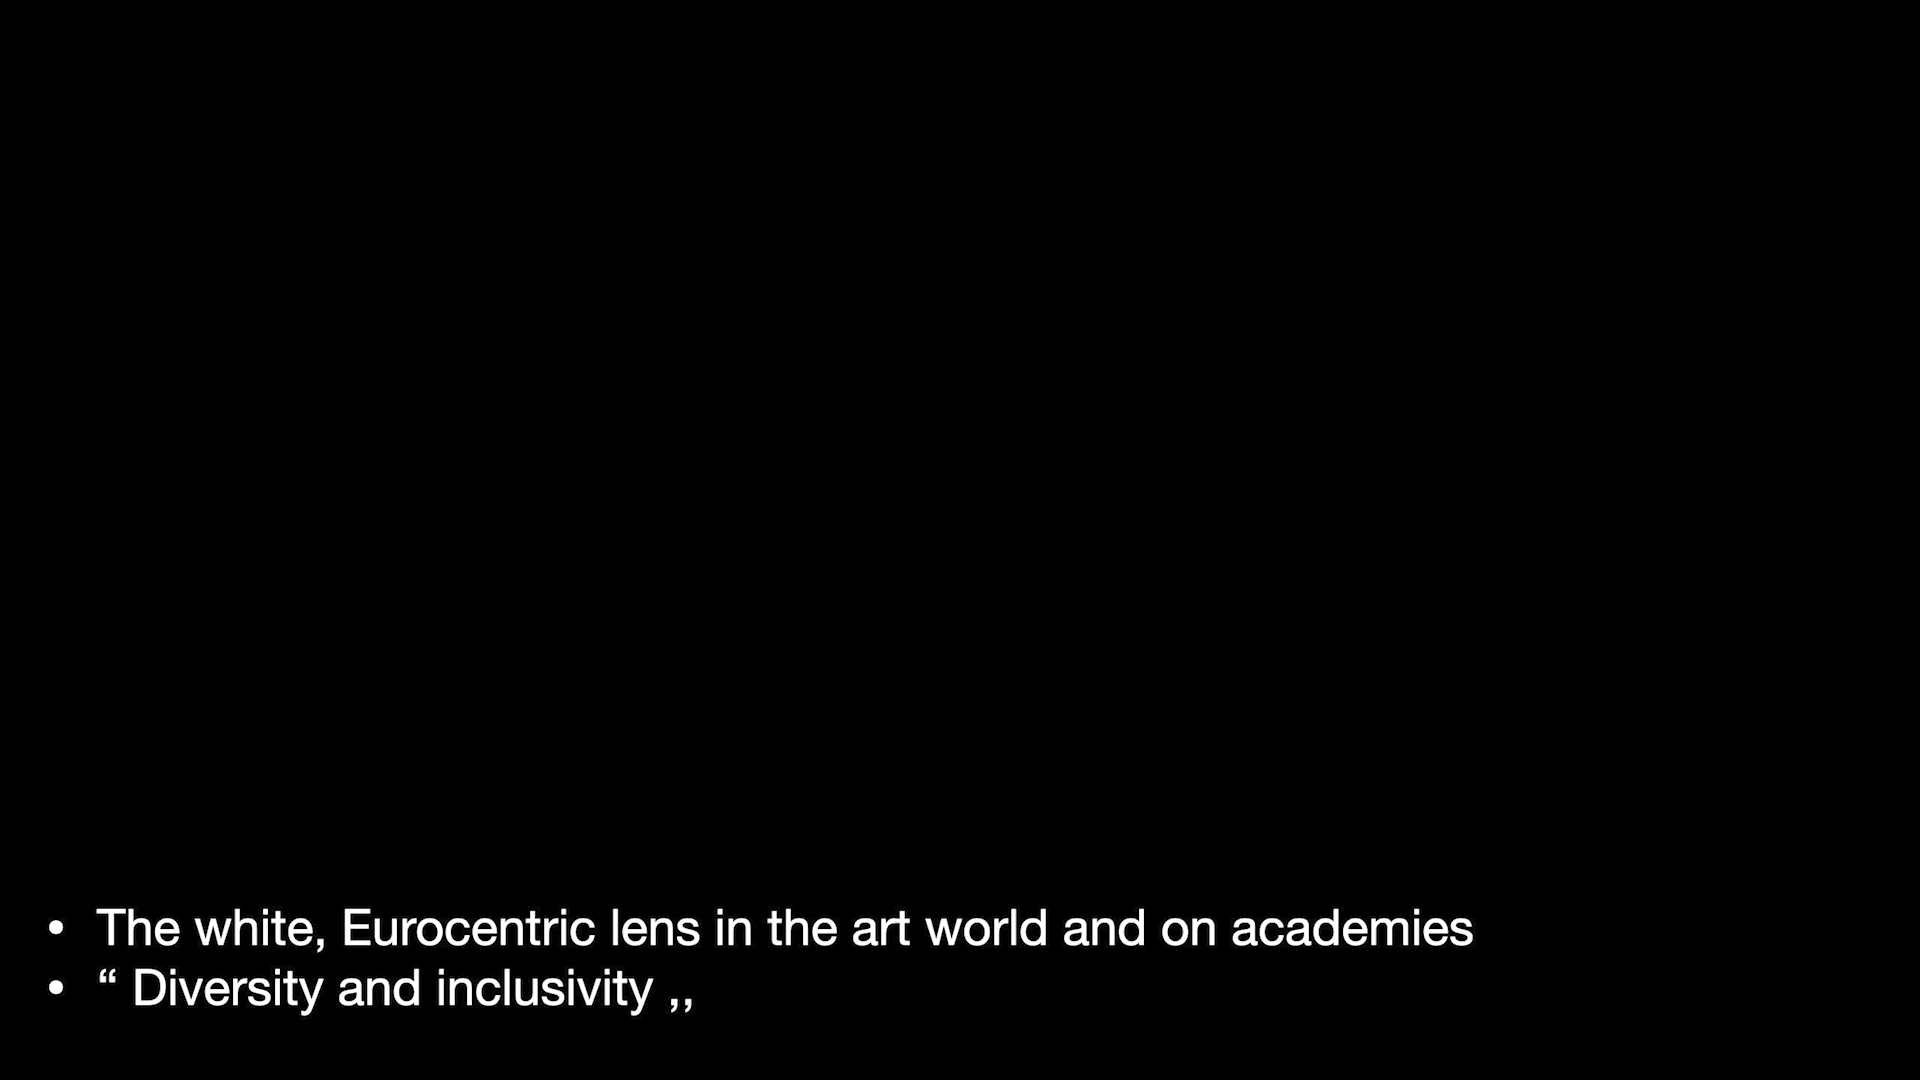 • The white, Eurocentric lens in the art world and on academies
• “ Diversity and inclusivity ,,